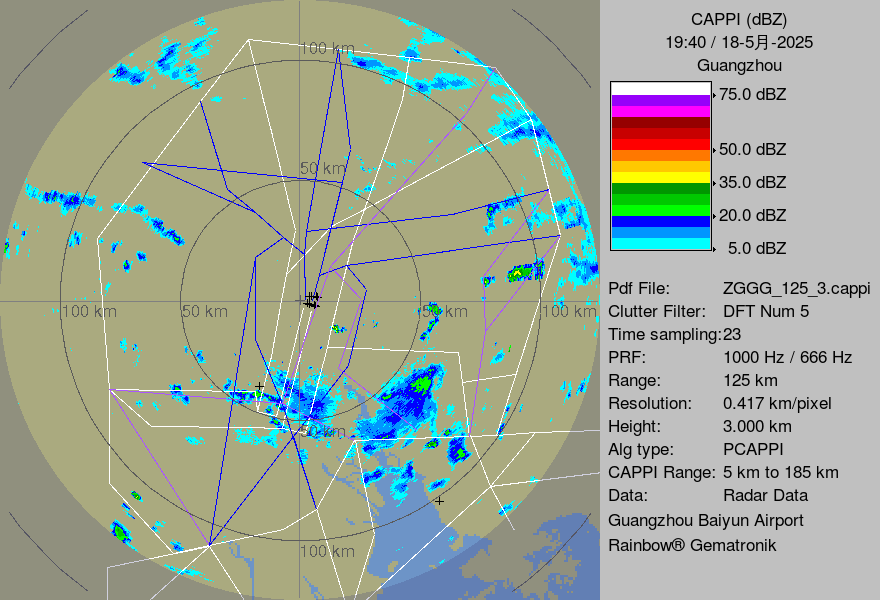 CAPPI (dBZ)
19:40 / 18-5月-2025
Guangzhou
75.0 dBZ
50.0 dBZ
35.0 dBZ
20.0 dBZ
5.0 dBZ
Pdf File: ZGGG_125_3.cappi
Clutter Filter: DFT Num 5
Time sampling:23
PRF: 1000 Hz / 666 Hz
Range: 125 km
Resolution: 0.417 km/pixel
Height: 3.000 km
Alg type: PCAPPI
CAPPI Range: 5 km to 185 km
Data: Radar Data
Guangzhou Baiyun Airport
Rainbow® Gematronik
100 km
50 km
100 km 50 km 50 km 100 km
50 km
100 km